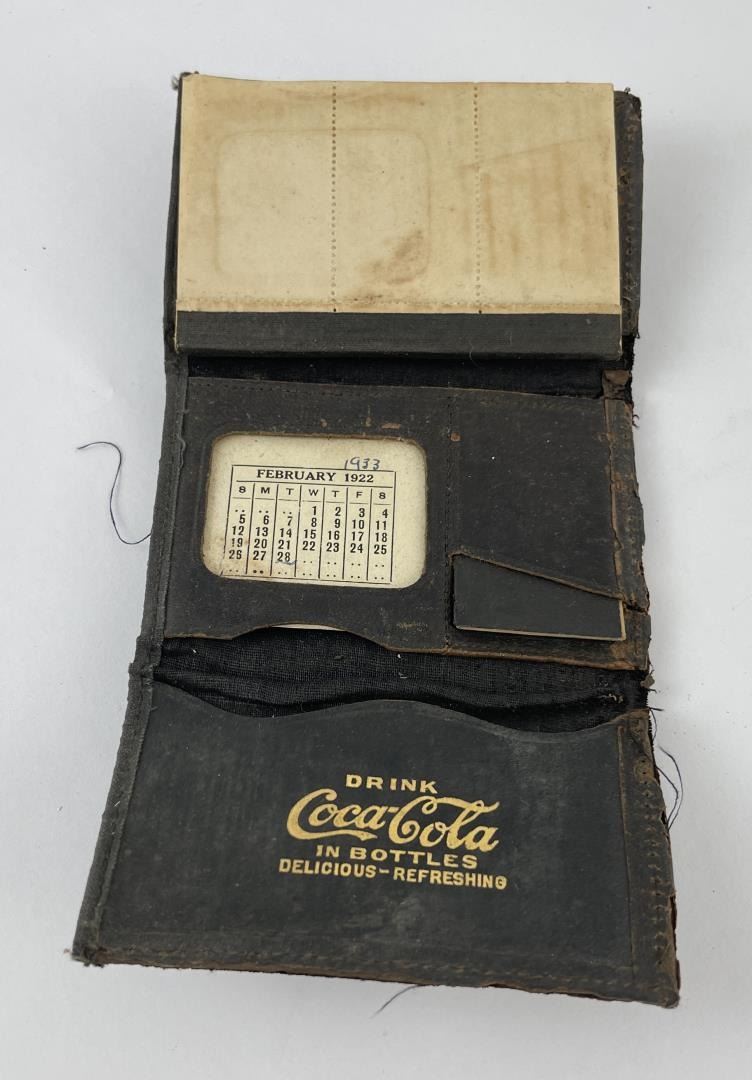 1933
FEBRUARY 1922
S M T W T F S
.. .. .. 1 2 3 4
5 6 7 8 9 10 11
12 13 14 15 16 17 18
19 20 21 22 23 24 25
26 27 28 .. .. .. ..
.. .. .. .. .. .. ..
DRINK
Coca-Cola
IN BOTTLES
DELICIOUS-REFRESHING